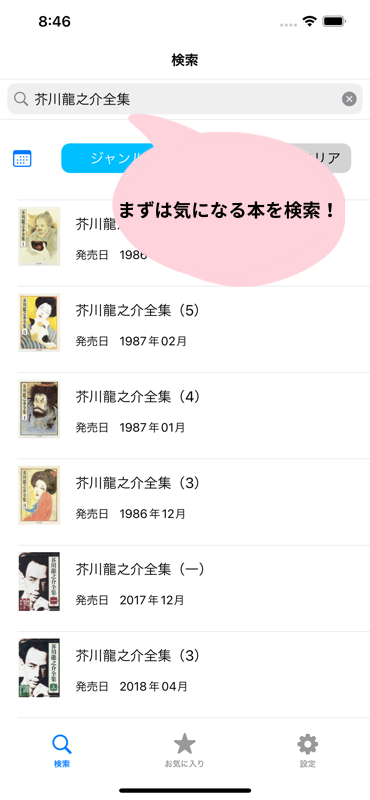 8:46
検索
芥川龍之介全集
ジャンル
リア
まずは気になる本を検索！
芥川龍之介全集
発売日 1986
芥川龍之介全集（5）
発売日 1987年02月
芥川龍之介全集（4）
発売日 1987年01月
芥川龍之介全集（3）
発売日 1986年12月
芥川龍之介全集（一）
発売日 2017年12月
芥川龍之介全集（3）
発売日 2018年04月
検索
お気に入り
設定